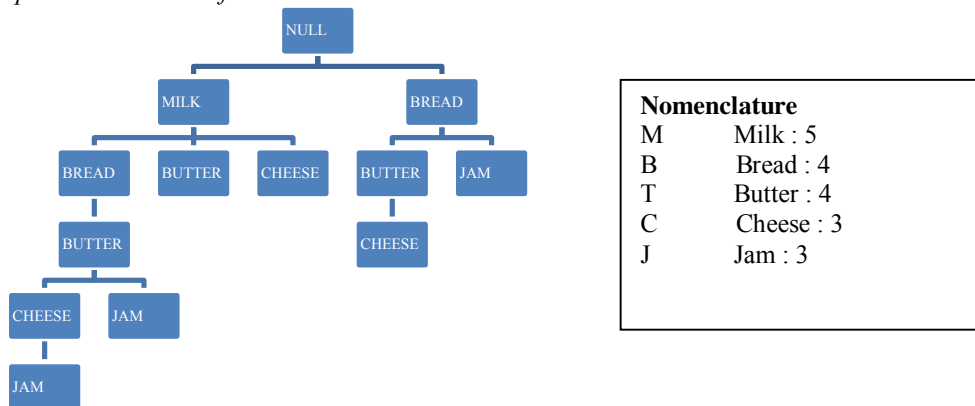 NULL
MILK
BREAD
BREAD
BUTTER
CHEESE
BUTTER
JAM
BUTTER
CHEESE
CHEESE
JAM
JAM
Nomenclature
M Milk : 5
B Bread : 4
T Butter : 4
C Cheese : 3
J Jam : 3